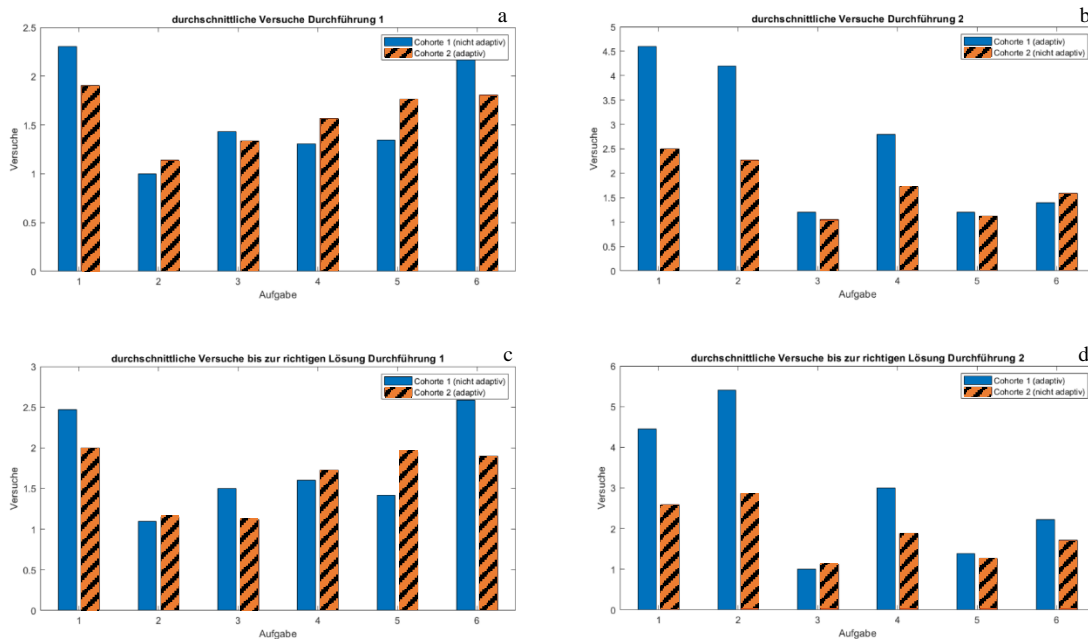 durchschnittliche Versuche Durchführung 1
a
Cohorte 1 (nicht adaptiv)
Cohorte 2 (adaptiv)
2.5
2
1.5
1
0.5
0
Versuche
1 2 3 4 5 6
Aufgabe
durchschnittliche Versuche Durchführung 2
b
Cohorte 1 (adaptiv)
Cohorte 2 (nicht adaptiv)
5
4.5
4
3.5
3
2.5
2
1.5
1
0.5
0
Versuche
1 2 3 4 5 6
Aufgabe
durchschnittliche Versuche bis zur richtigen Lösung Durchführung 1
c
Cohorte 1 (nicht adaptiv)
Cohorte 2 (adaptiv)
3
2.5
2
1.5
1
0.5
0
Versuche
1 2 3 4 5 6
Aufgabe
durchschnittliche Versuche bis zur richtigen Lösung Durchführung 2
d
Cohorte 1 (adaptiv)
Cohorte 2 (nicht adaptiv)
6
5
4
3
2
1
0
Versuche
1 2 3 4 5 6
Aufgabe